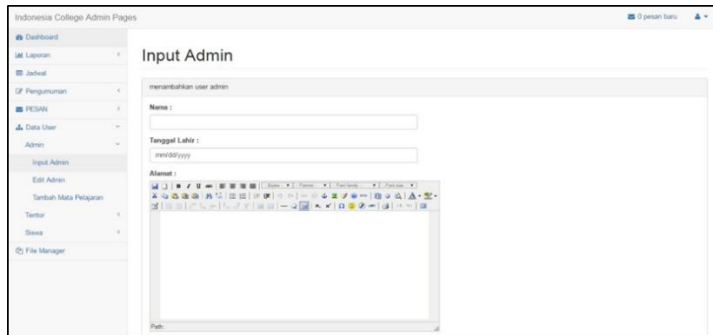 Indonesia College Admin Pages
0 pesan baru
Dashboard
Laporan
Jadwal
Pengumuman
PESAN
Data User
Admin
Input Admin
Edit Admin
Tambah Mata Pelajaran
Tentor
Siswa
File Manager
Input Admin
menambahkan user admin
Nama :
Tanggal Lahir :
mm/dd/yyyy
Alamat :
Path: